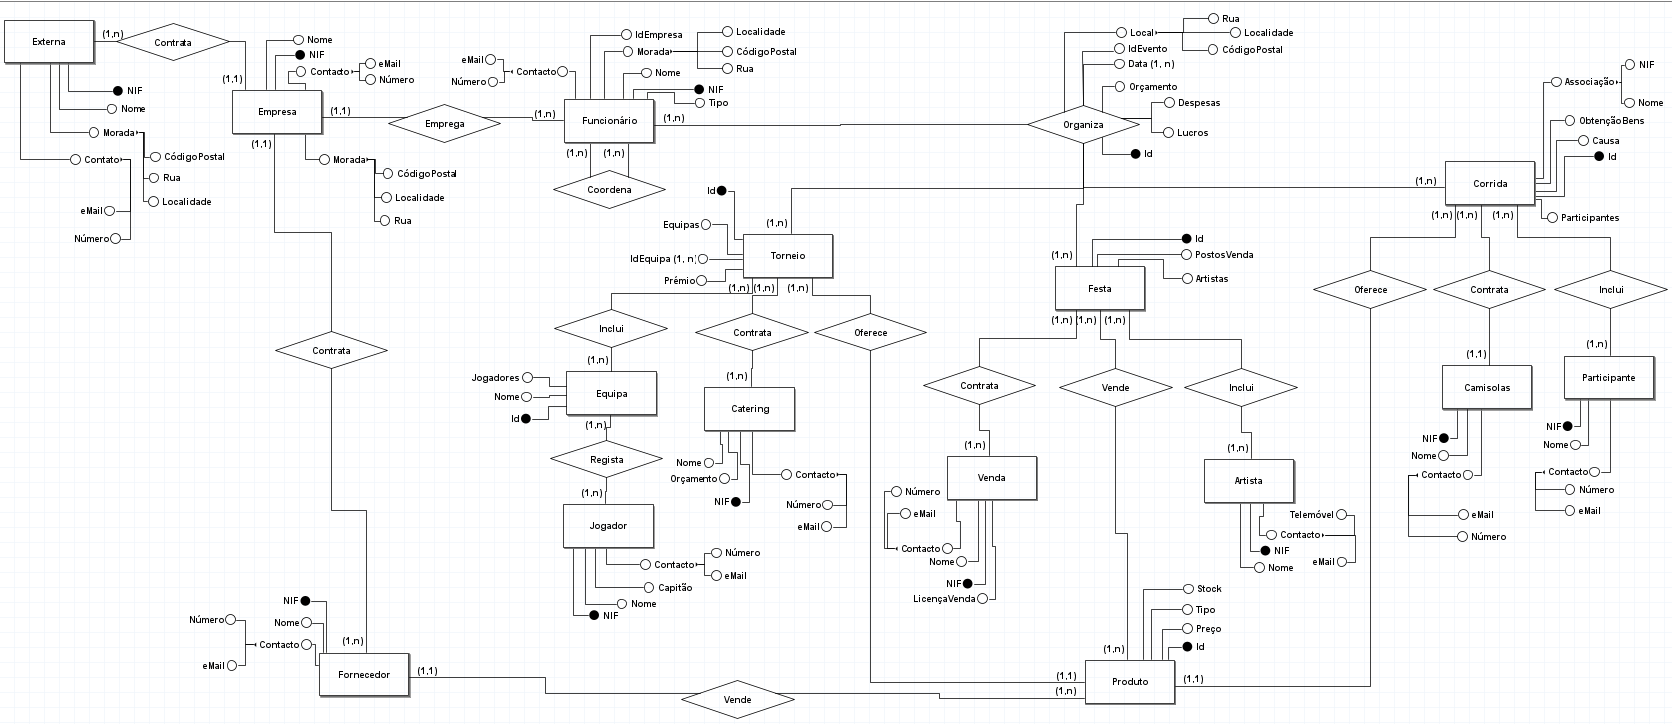 Externa
(1,n)
Contrata
(1,1)
NIF
Nome
Morada
CódigoPostal
Rua
Localidade
Contato
eMail
Número
Nome
NIF
Contacto
eMail
Número
Empresa
(1,1)
(1,1)
Morada
CódigoPostal
Localidade
Rua
Emprega
(1,n)
eMail
Número
Contacto
IdEmpresa
Morada
Localidade
CódigoPostal
Rua
Nome
NIF
Tipo
Funcionário
(1,n)
(1,n)
(1,n)
Coordena
Local
Rua
Localidade
CódigoPostal
IdEvento
Data (1, n)
Orçamento
Despesas
Lucros
Organiza
Id
Associação
NIF
Nome
ObtençãoBens
Causa
Id
Corrida
(1,n)
Participantes
(1,n)
(1,n)
(1,n)
Id
Equipas
IdEquipa (1, n)
Prémio
(1,n)
Torneio
(1,n)
(1,n)
(1,n)
Id
PostosVenda
Artistas
(1,n)
Festa
(1,n)
(1,n)
(1,n)
Oferece
Contrata
Inclui
Inclui
Contrata
Oferece
Contrata
(1,n)
(1,n)
Contrata
Vende
Inclui
(1,1)
(1,n)
Jogadores
Nome
Id
Equipa
(1,n)
Catering
Nome
Orçamento
NIF
Contacto
Número
eMail
Camisolas
NIF
Nome
Contacto
eMail
Número
Participante
NIF
Nome
Contacto
Número
eMail
Regista
(1,n)
Jogador
Contacto
Número
eMail
Capitão
Nome
NIF
(1,n)
Venda
Número
eMail
Contacto
Nome
NIF
LicençaVenda
(1,n)
Artista
Telemóvel
Contacto
NIF
eMail
Nome
NIF
Número
Nome
Contacto
eMail
(1,n)
Fornecedor
(1,1)
Vende
Stock
Tipo
Preço
Id
(1,n)
(1,1)
(1,n)
Produto
(1,1)